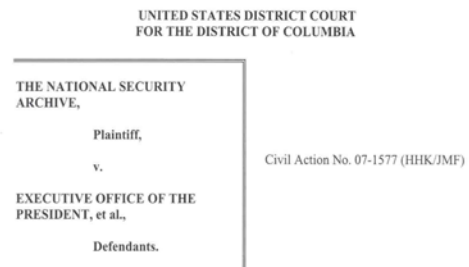 UNITED STATES DISTRICT COURT
FOR THE DISTRICT OF COLUMBIA
THE NATIONAL SECURITY
ARCHIVE,
Plaintiff,
v.
Civil Action No. 07-1577 (HHK/JMF)
EXECUTIVE OFFICE OF THE
PRESIDENT, et al.,
Defendants.